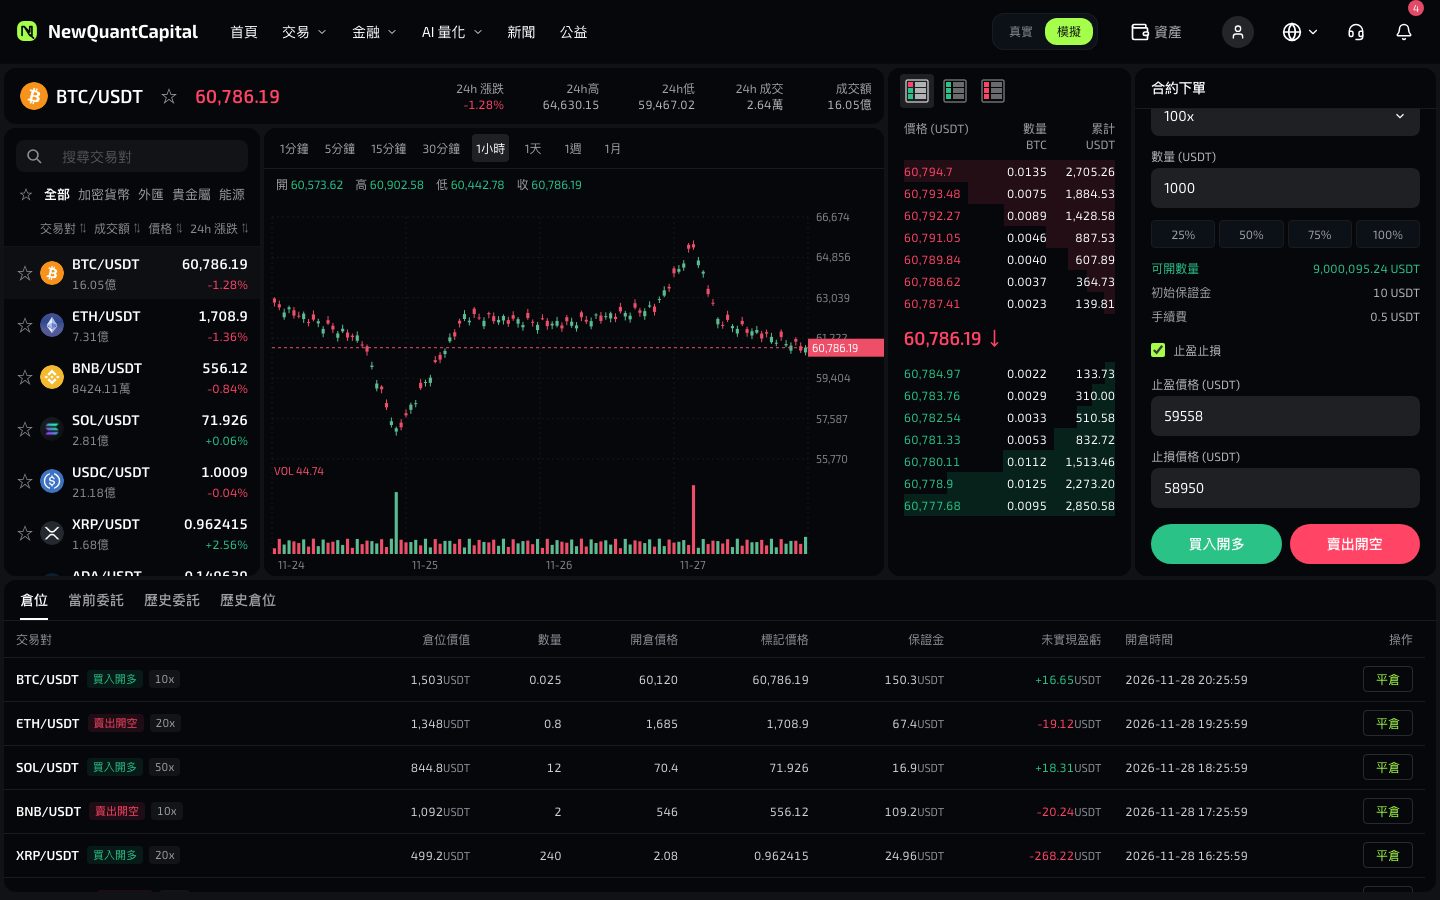 NewQuantCapital 首頁 交易 金融 AI 量化 新聞 公益 真實 模擬 資產 4
BTC/USDT 60,786.19
24h 漲跌 24h高 24h低 24h 成交 成交額
-1.28% 64,630.15 59,467.02 2.64萬 16.05億
搜尋交易對
全部 加密貨幣 外匯 貴金屬 能源
交易對 成交額 價格 24h 漲跌
BTC/USDT 60,786.19
16.05億 -1.28%
ETH/USDT 1,708.9
7.31億 -1.36%
BNB/USDT 556.12
8424.11萬 -0.84%
SOL/USDT 71.926
2.81億 +0.06%
USDC/USDT 1.0009
21.18億 -0.04%
XRP/USDT 0.962415
1.68億 +2.56%
ADA/USDT 0.149639
1分鐘 5分鐘 15分鐘 30分鐘 1小時 1天 1週 1月
開 60,573.62 高 60,902.58 低 60,442.78 收 60,786.19
66,674
64,856
63,039
61,222
60,786.19
59,404
57,587
55,770
VOL 44.74
11-24 11-25 11-26 11-27
價格 (USDT) 數量 累計
BTC USDT
60,794.7 0.0135 2,705.26
60,793.48 0.0075 1,884.53
60,792.27 0.0089 1,428.58
60,791.05 0.0046 887.53
60,789.84 0.0040 607.89
60,788.62 0.0037 364.73
60,787.41 0.0023 139.81
60,786.19 ↓
60,784.97 0.0022 133.73
60,783.76 0.0029 310.00
60,782.54 0.0033 510.58
60,781.33 0.0053 832.72
60,780.11 0.0112 1,513.46
60,778.9 0.0125 2,273.20
60,777.68 0.0095 2,850.58
合約下單
100x
數量 (USDT)
1000
25% 50% 75% 100%
可開數量 9,000,095.24 USDT
初始保證金 10 USDT
手續費 0.5 USDT
止盈止損
止盈價格 (USDT)
59558
止損價格 (USDT)
58950
買入開多 賣出開空
倉位 當前委託 歷史委託 歷史倉位
交易對 倉位價值 數量 開倉價格 標記價格 保證金 未實現盈虧 開倉時間 操作
BTC/USDT 買入開多 10x 1,503USDT 0.025 60,120 60,786.19 150.3USDT +16.65USDT 2026-11-28 20:25:59 平倉
ETH/USDT 賣出開空 20x 1,348USDT 0.8 1,685 1,708.9 67.4USDT -19.12USDT 2026-11-28 19:25:59 平倉
SOL/USDT 買入開多 50x 844.8USDT 12 70.4 71.926 16.9USDT +18.31USDT 2026-11-28 18:25:59 平倉
BNB/USDT 賣出開空 10x 1,092USDT 2 546 556.12 109.2USDT -20.24USDT 2026-11-28 17:25:59 平倉
XRP/USDT 買入開多 20x 499.2USDT 240 2.08 0.962415 24.96USDT -268.22USDT 2026-11-28 16:25:59 平倉